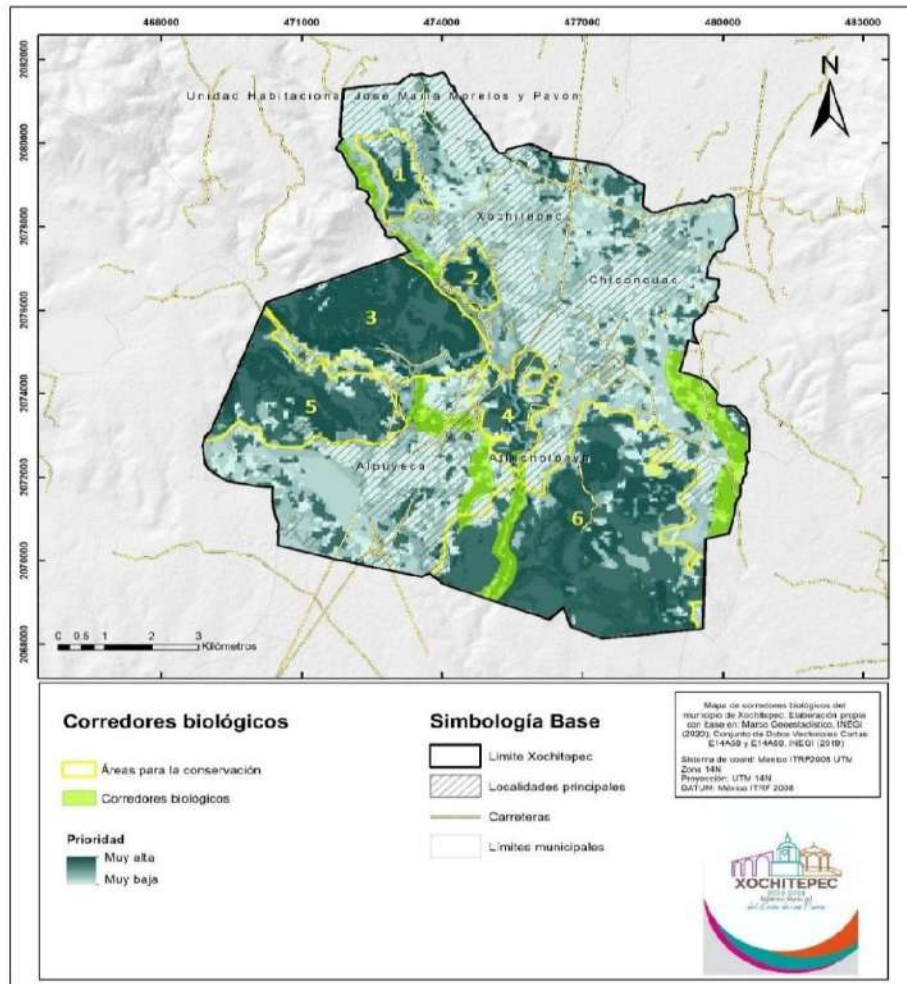 468000 471000 474000 477000 480000 483000
2082000
2080000
2078000
2076000
2074000
2072000
2070000
2068000
N
Unidad Habitacional José María Morelos y Pavón
1
Xochitepec
2
Chiconcuac
3
4
5
Atlacholoaya
Alpuyeca
6
0 0.5 1 2 3
Kilómetros
Corredores biológicos
Áreas para la conservación
Corredores biológicos
Prioridad
Muy alta
Muy baja
Simbología Base
Límite Xochitepec
Localidades principales
Carreteras
Límites municipales
Mapa de corredores biológicos del
municipio de Xochitepec. Elaboración propia
con base en: Marco Geoestadístico, INEGI
(2020); Conjunto de Datos Vectoriales Cartas
E14A59 y E14A69, INEGI (2019)
Sistema de coord: Mexico ITRF2008 UTM
Zona 14N
Proyección: UTM 14N
DATUM: México ITRF 2008
XOCHITEPEC